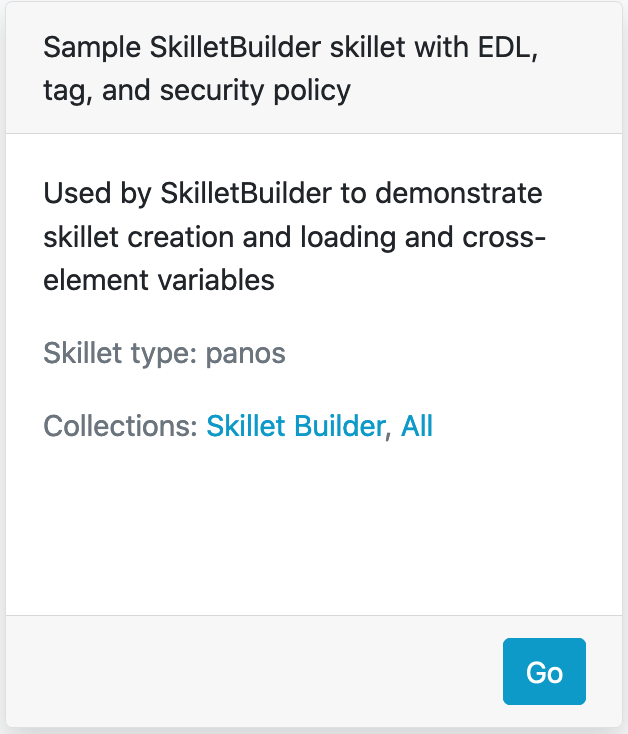 Sample SkilletBuilder skillet with EDL,
tag, and security policy
Used by SkilletBuilder to demonstrate
skillet creation and loading and cross-
element variables
Skillet type: panos
Collections: Skillet Builder, All
Go